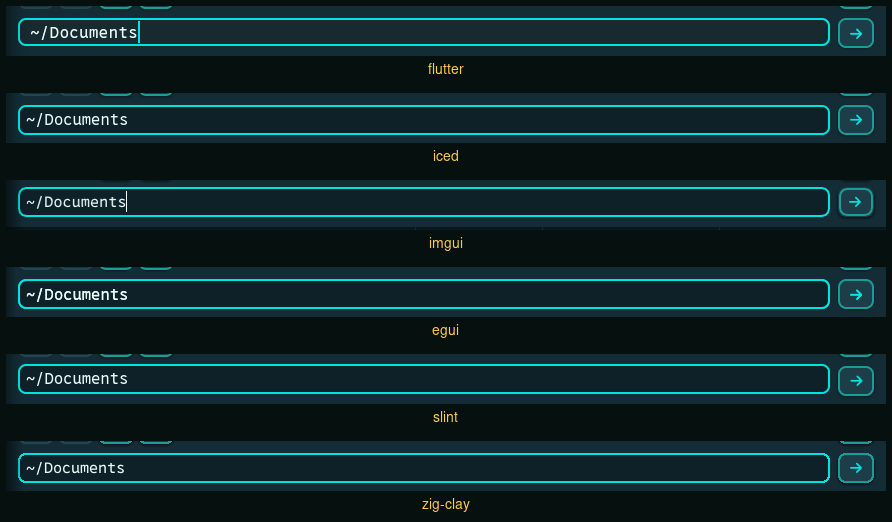 ~/Documents
flutter
~/Documents
iced
~/Documents
imgui
~/Documents
egui
~/Documents
slint
~/Documents
zig-clay